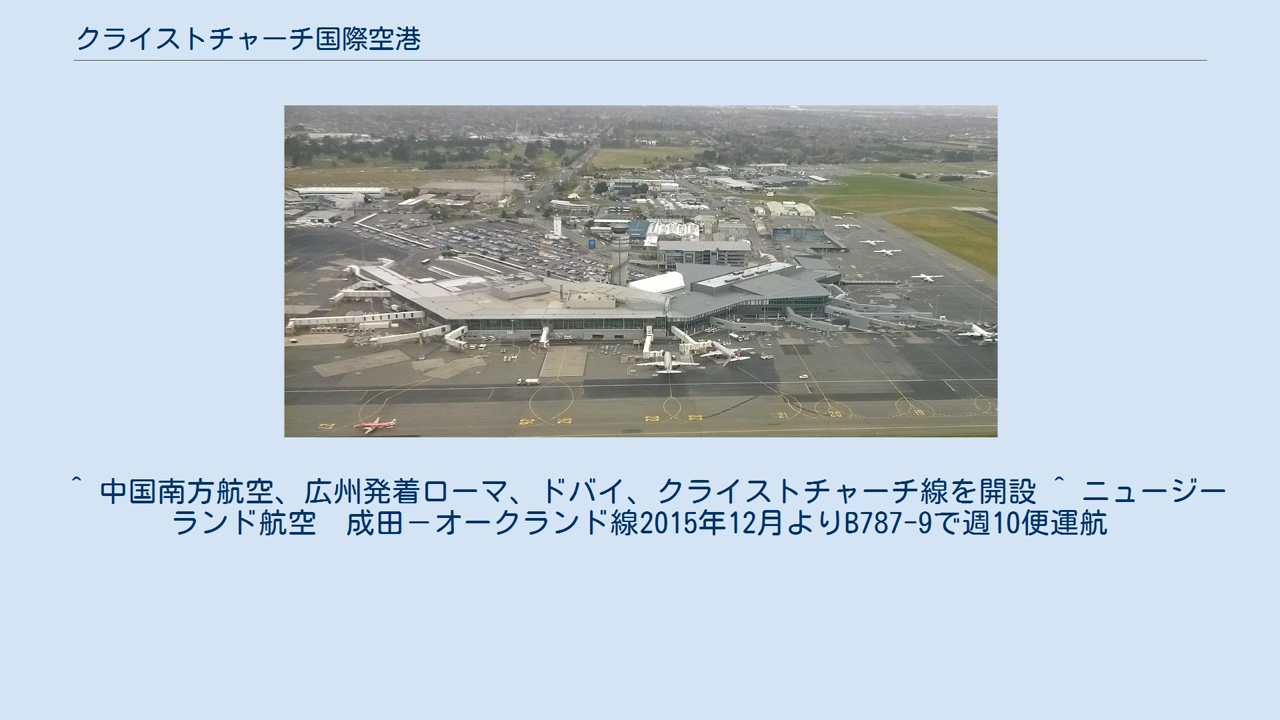 クライストチャーチ国際空港
^ 中国南方航空、広州発着ローマ、ドバイ、クライストチャーチ線を開設 ^ ニュージー
ランド航空　成田－オークランド線2015年12月よりB787-9で週10便運航